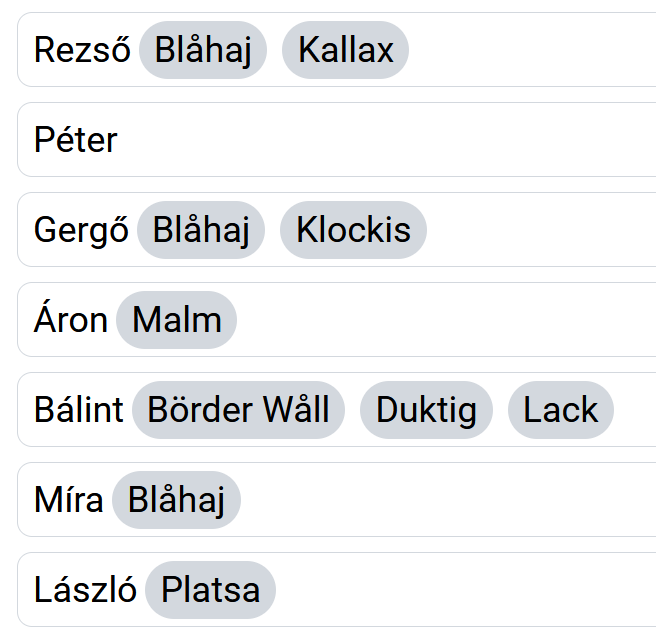 Rezső Blåhaj Kallax
Péter
Gergő Blåhaj Klockis
Áron Malm
Bálint Börder Wåll Duktig Lack
Míra Blåhaj
László Platsa